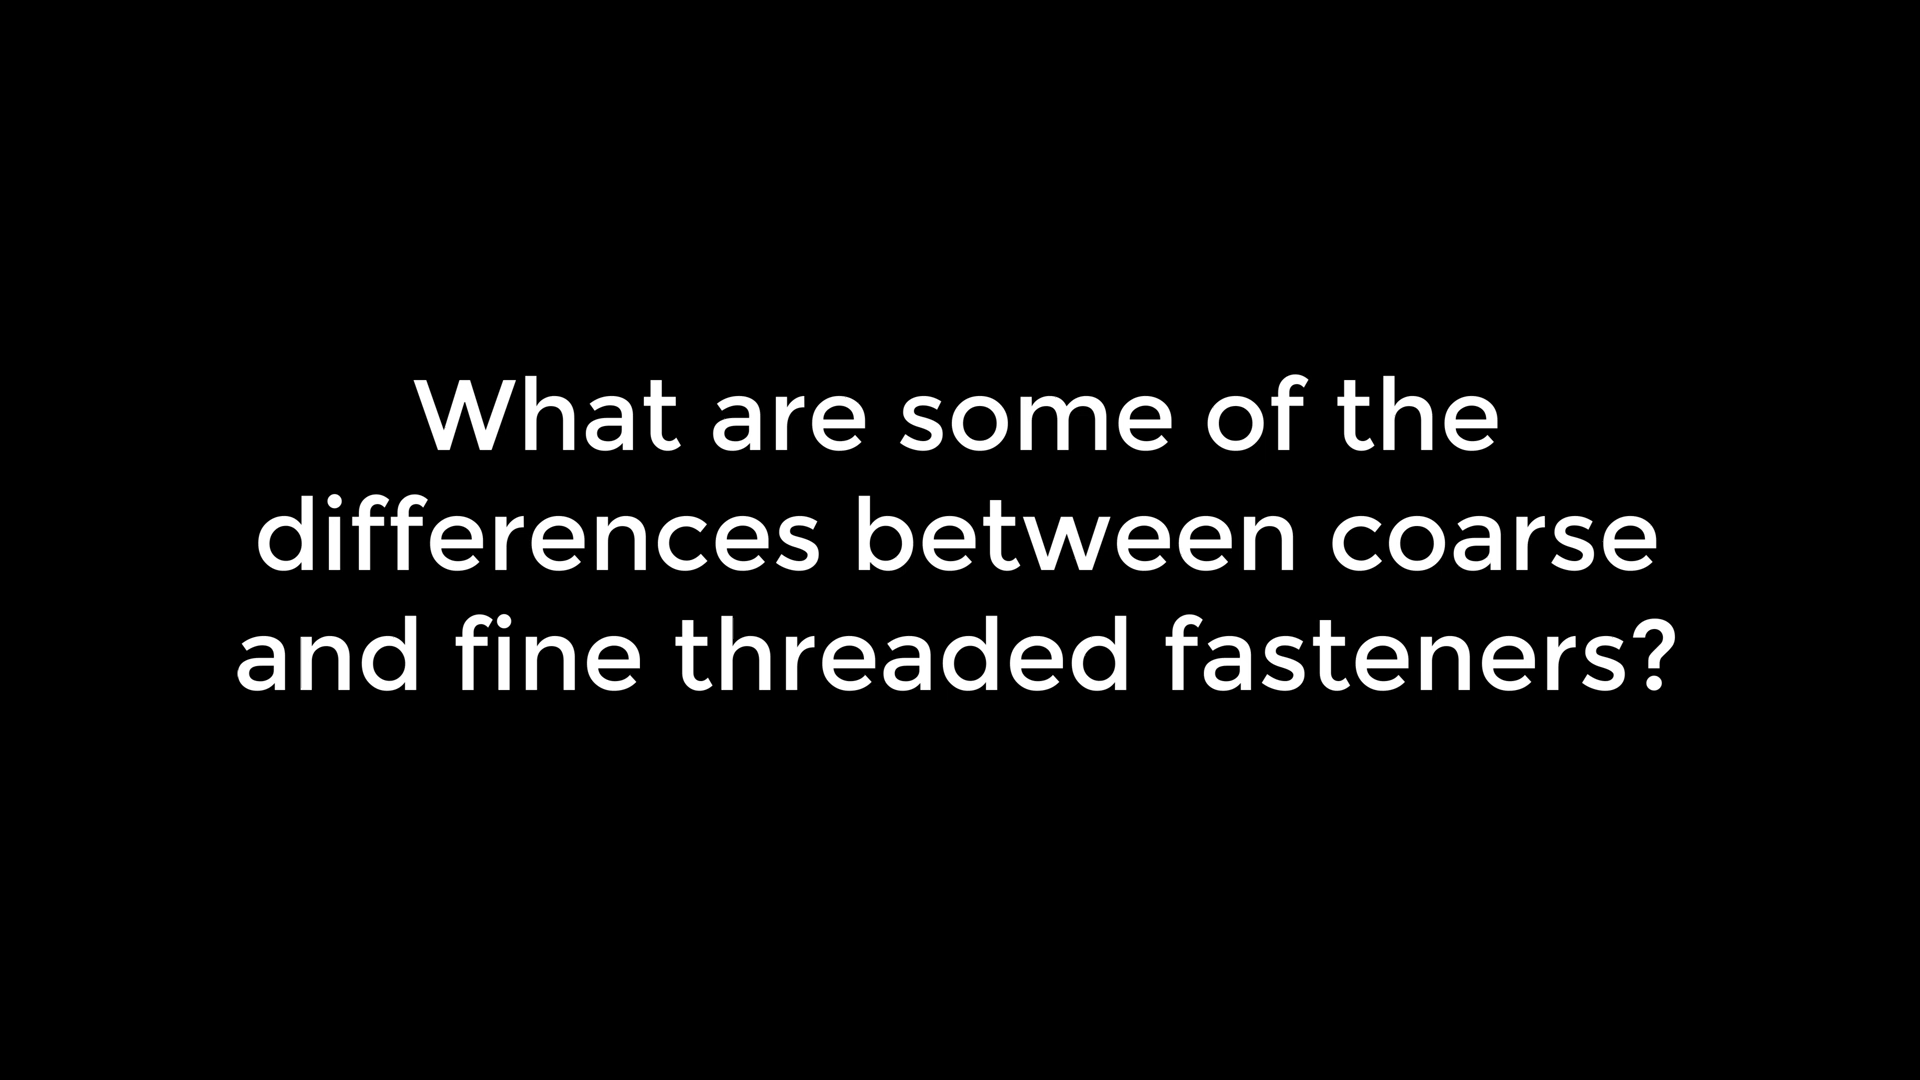 What are some of the
differences between coarse
and fine threaded fasteners?